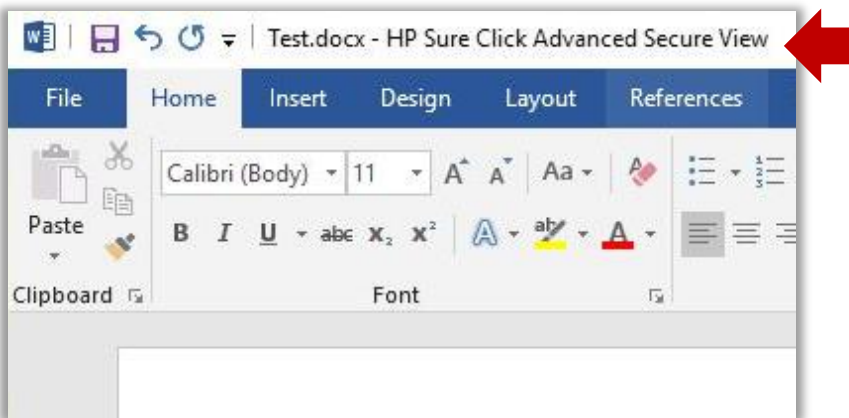 Test.docx - HP Sure Click Advanced Secure View
File Home Insert Design Layout References
Calibri (Body) 11 A A Aa
Paste
B I U abc X₂ X² A aby A
Clipboard Font